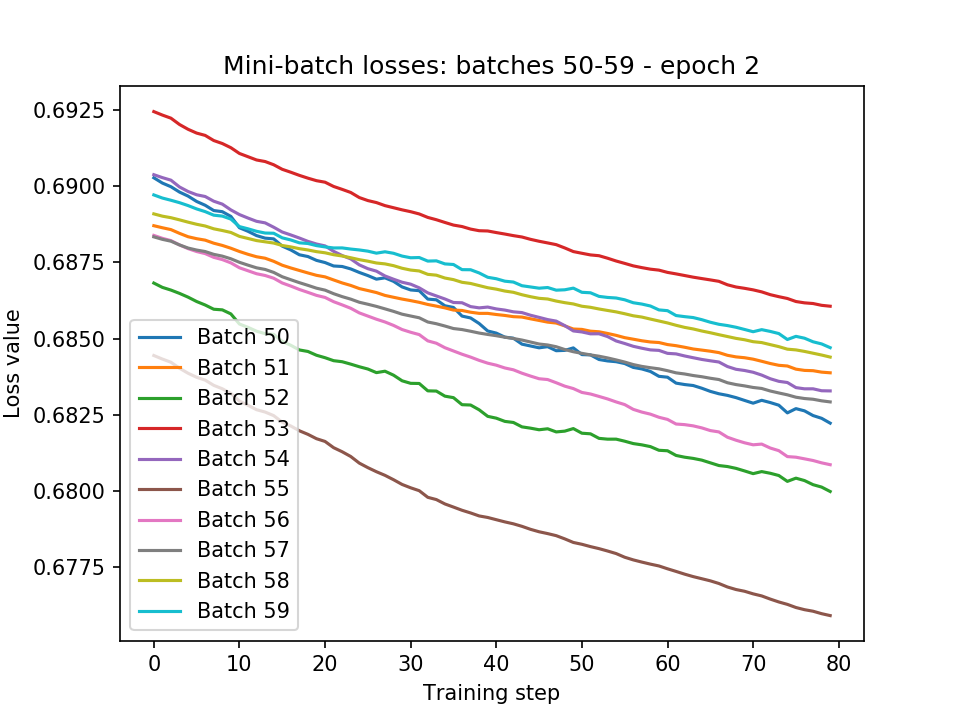 Mini-batch losses: batches 50-59 - epoch 2
Loss value
0.6925
0.6900
0.6875
0.6850
0.6825
0.6800
0.6775
Batch 50
Batch 51
Batch 52
Batch 53
Batch 54
Batch 55
Batch 56
Batch 57
Batch 58
Batch 59
0 10 20 30 40 50 60 70 80
Training step